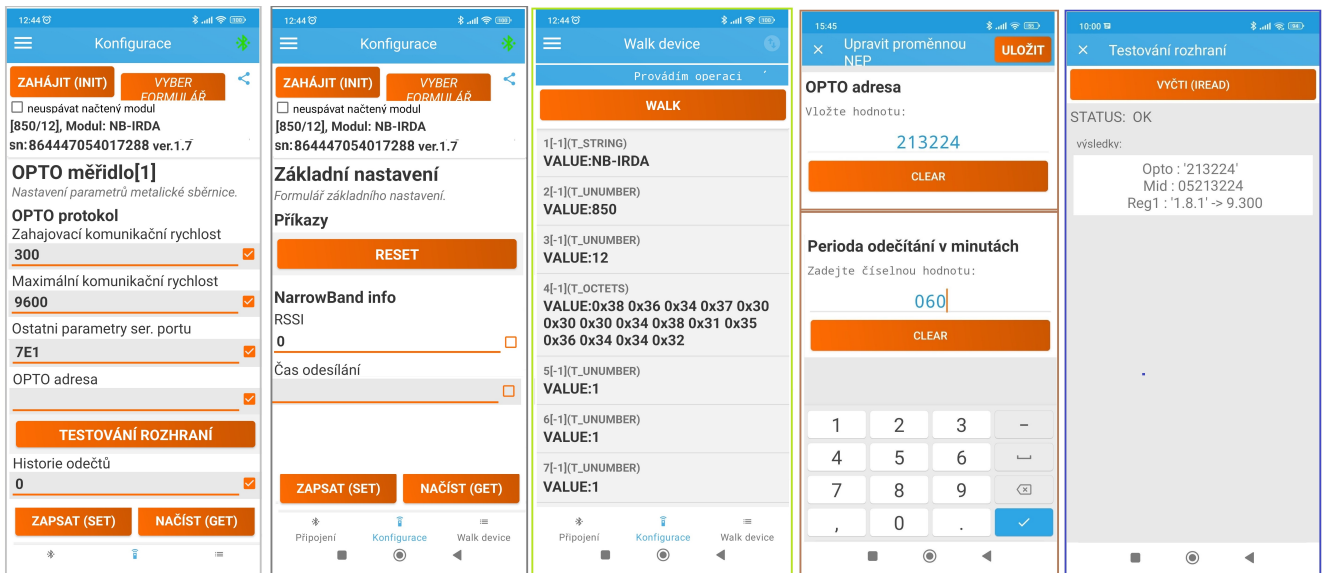 12:44
100
Konfigurace
ZAHÁJIT (INIT)
VYBER
FORMULÁŘ
neuspávat načtený modul
[850/12], Modul: NB-IRDA
sn:864447054017288 ver.1.7
OPTO měřidlo[1]
Nastavení parametrů metalické sběrnice.
OPTO protokol
Zahajovací komunikační rychlost
300
Maximální komunikační rychlost
9600
Ostatni parametry ser. portu
7E1
OPTO adresa
TESTOVÁNÍ ROZHRANÍ
Historie odečtů
0
ZAPSAT (SET)
NAČÍST (GET)
12:44
100
Konfigurace
ZAHÁJIT (INIT)
VYBER
FORMULÁŘ
neuspávat načtený modul
[850/12], Modul: NB-IRDA
sn:864447054017288 ver.1.7
Základní nastavení
Formulář základního nastavení.
Příkazy
RESET
NarrowBand info
RSSI
0
Čas odesílání
ZAPSAT (SET)
NAČÍST (GET)
Připojení
Konfigurace
Walk device
12:44
100
Walk device
Provádím operaci
WALK
1[-1](T_STRING)
VALUE:NB-IRDA
2[-1](T_UNUMBER)
VALUE:850
3[-1](T_UNUMBER)
VALUE:12
4[-1](T_OCTETS)
VALUE:0x38 0x36 0x34 0x37 0x30
0x30 0x30 0x34 0x38 0x31 0x35
0x36 0x34 0x34 0x32
5[-1](T_UNUMBER)
VALUE:1
6[-1](T_UNUMBER)
VALUE:1
7[-1](T_UNUMBER)
VALUE:1
Připojení
Konfigurace
Walk device
15:45
× Upravit proměnnou
NEP
ULOŽIT
OPTO adresa
Vložte hodnotu:
213224
CLEAR
Perioda odečítání v minutách
Zadejte číselnou hodnotu:
060
CLEAR
1 2 3 −
4 5 6
7 8 9
, 0 .
10:00
× Testování rozhraní
VYČTI (IREAD)
STATUS: OK
výsledky:
Opto : '213224'
Mid : 05213224
Reg1 : '1.8.1' -> 9.300